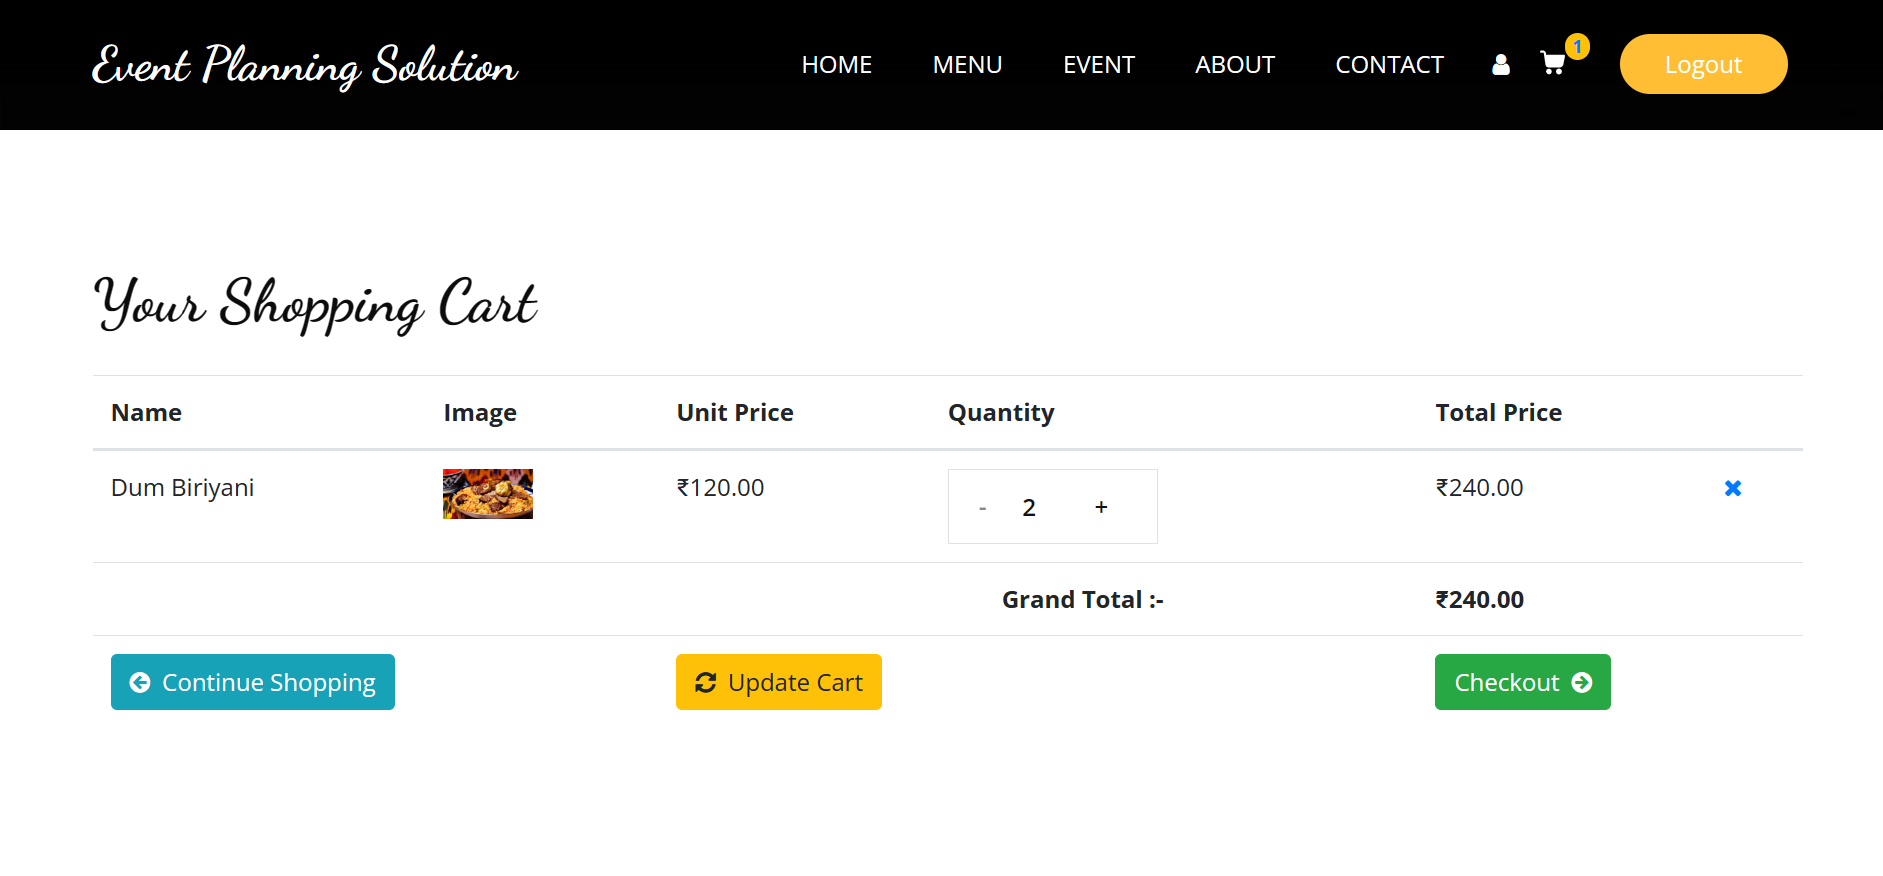 Event Planning Solution
HOME MENU EVENT ABOUT CONTACT 1 Logout
Your Shopping Cart
Name Image Unit Price Quantity Total Price
Dum Biriyani ₹120.00 - 2 + ₹240.00
Grand Total :- ₹240.00
Continue Shopping Update Cart Checkout